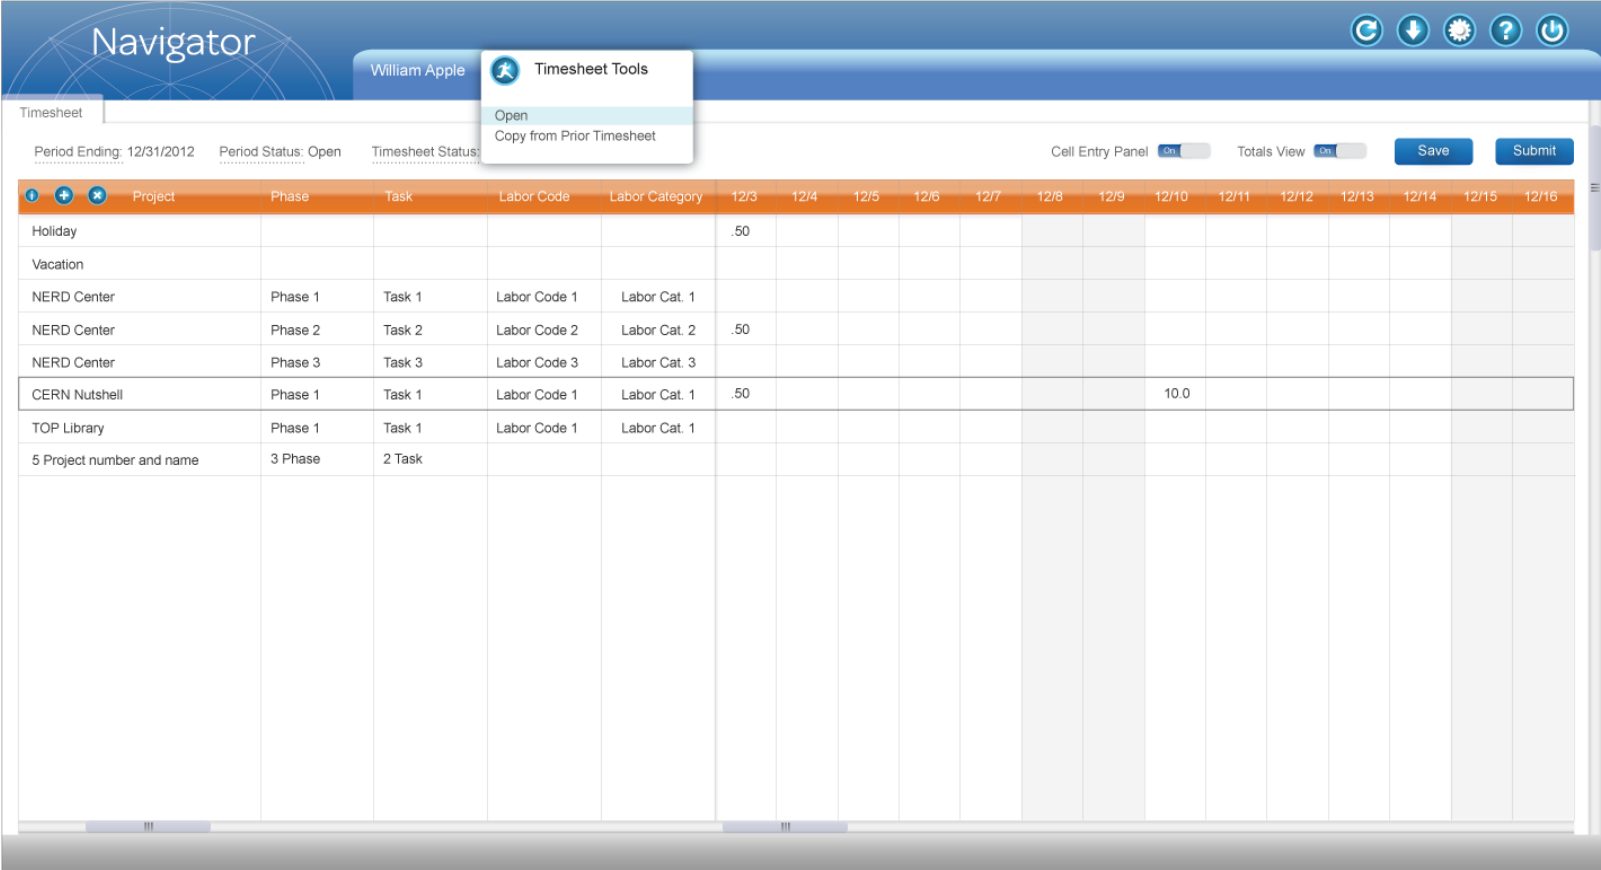 Navigator
William Apple
Timesheet Tools
Open
Copy from Prior Timesheet
Timesheet
Period Ending: 12/31/2012 Period Status: Open Timesheet Status: Cell Entry Panel On Totals View On Save Submit
Project Phase Task Labor Code Labor Category 12/3 12/4 12/5 12/6 12/7 12/8 12/9 12/10 12/11 12/12 12/13 12/14 12/15 12/16
Holiday .50
Vacation
NERD Center Phase 1 Task 1 Labor Code 1 Labor Cat. 1
NERD Center Phase 2 Task 2 Labor Code 2 Labor Cat. 2 .50
NERD Center Phase 3 Task 3 Labor Code 3 Labor Cat. 3
CERN Nutshell Phase 1 Task 1 Labor Code 1 Labor Cat. 1 .50 10.0
TOP Library Phase 1 Task 1 Labor Code 1 Labor Cat. 1
5 Project number and name 3 Phase 2 Task